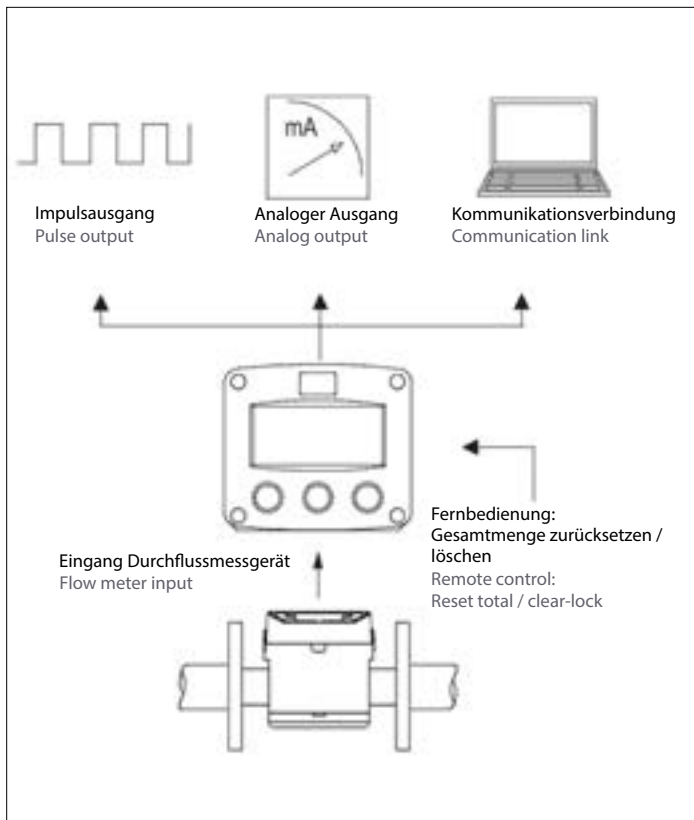 mA
Impulsausgang
Pulse output
Analoger Ausgang
Analog output
Kommunikationsverbindung
Communication link
Eingang Durchflussmessgerät
Flow meter input
Fernbedienung:
Gesamtmenge zurücksetzen /
löschen
Remote control:
Reset total / clear-lock